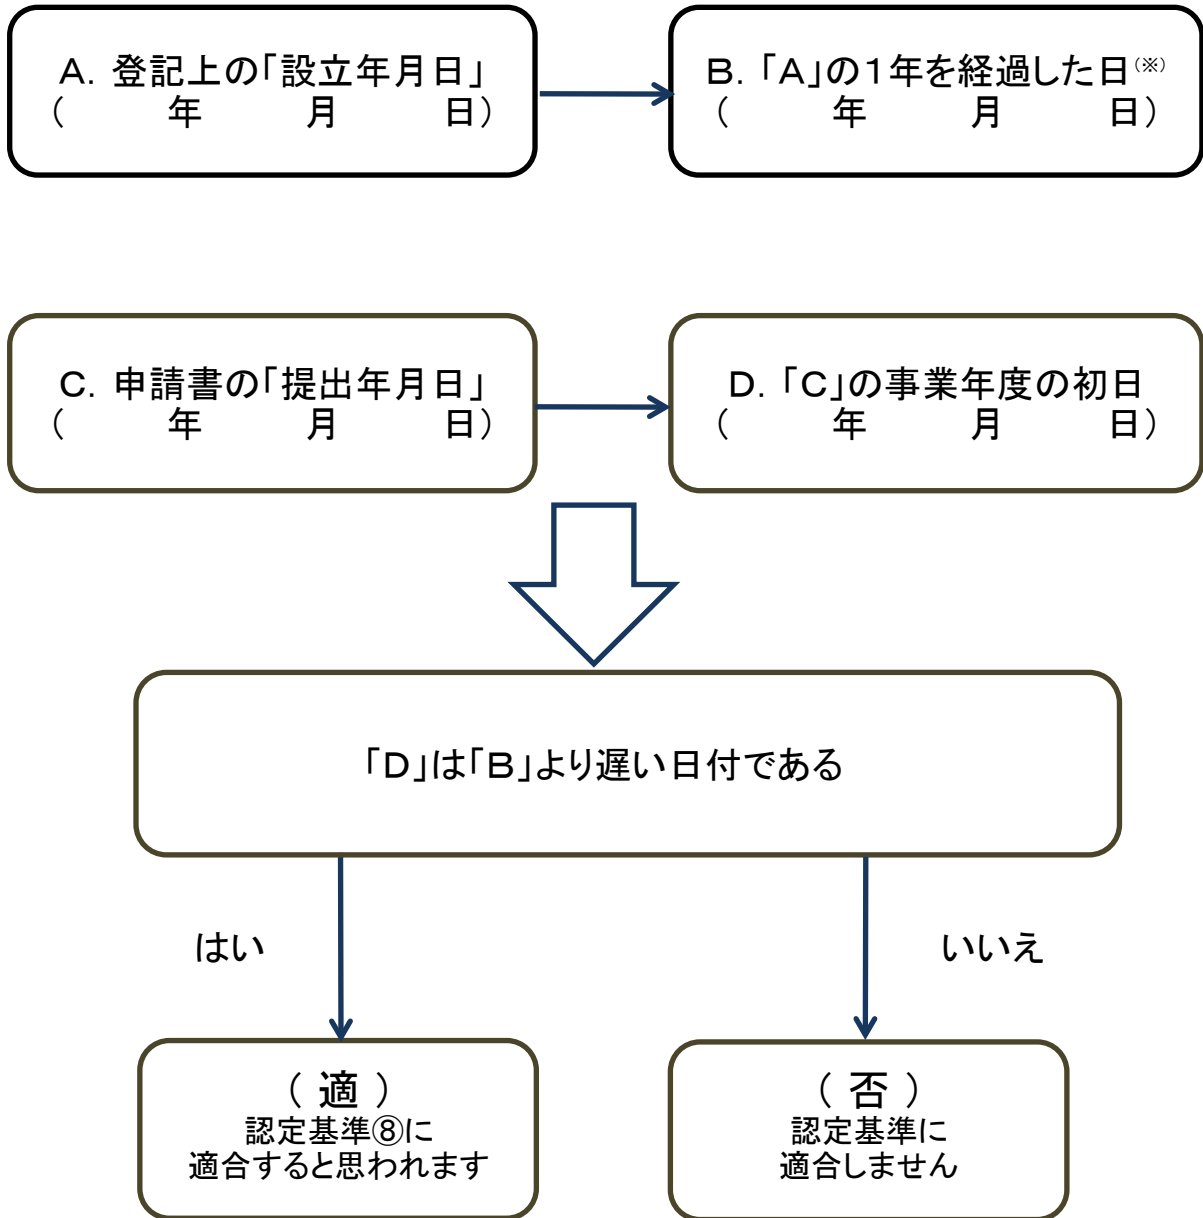 A. 登記上の「設立年月日」
(　　　年　　　月　　　日)
B. 「A」の１年を経過した日(※)
(　　　年　　　月　　　日)
C. 申請書の「提出年月日」
(　　　年　　　月　　　日)
D. 「C」の事業年度の初日
(　　　年　　　月　　　日)
「D」は「B」より遅い日付である
はい
いいえ
( 適 )
認定基準⑧に
適合すると思われます
( 否 )
認定基準に
適合しません